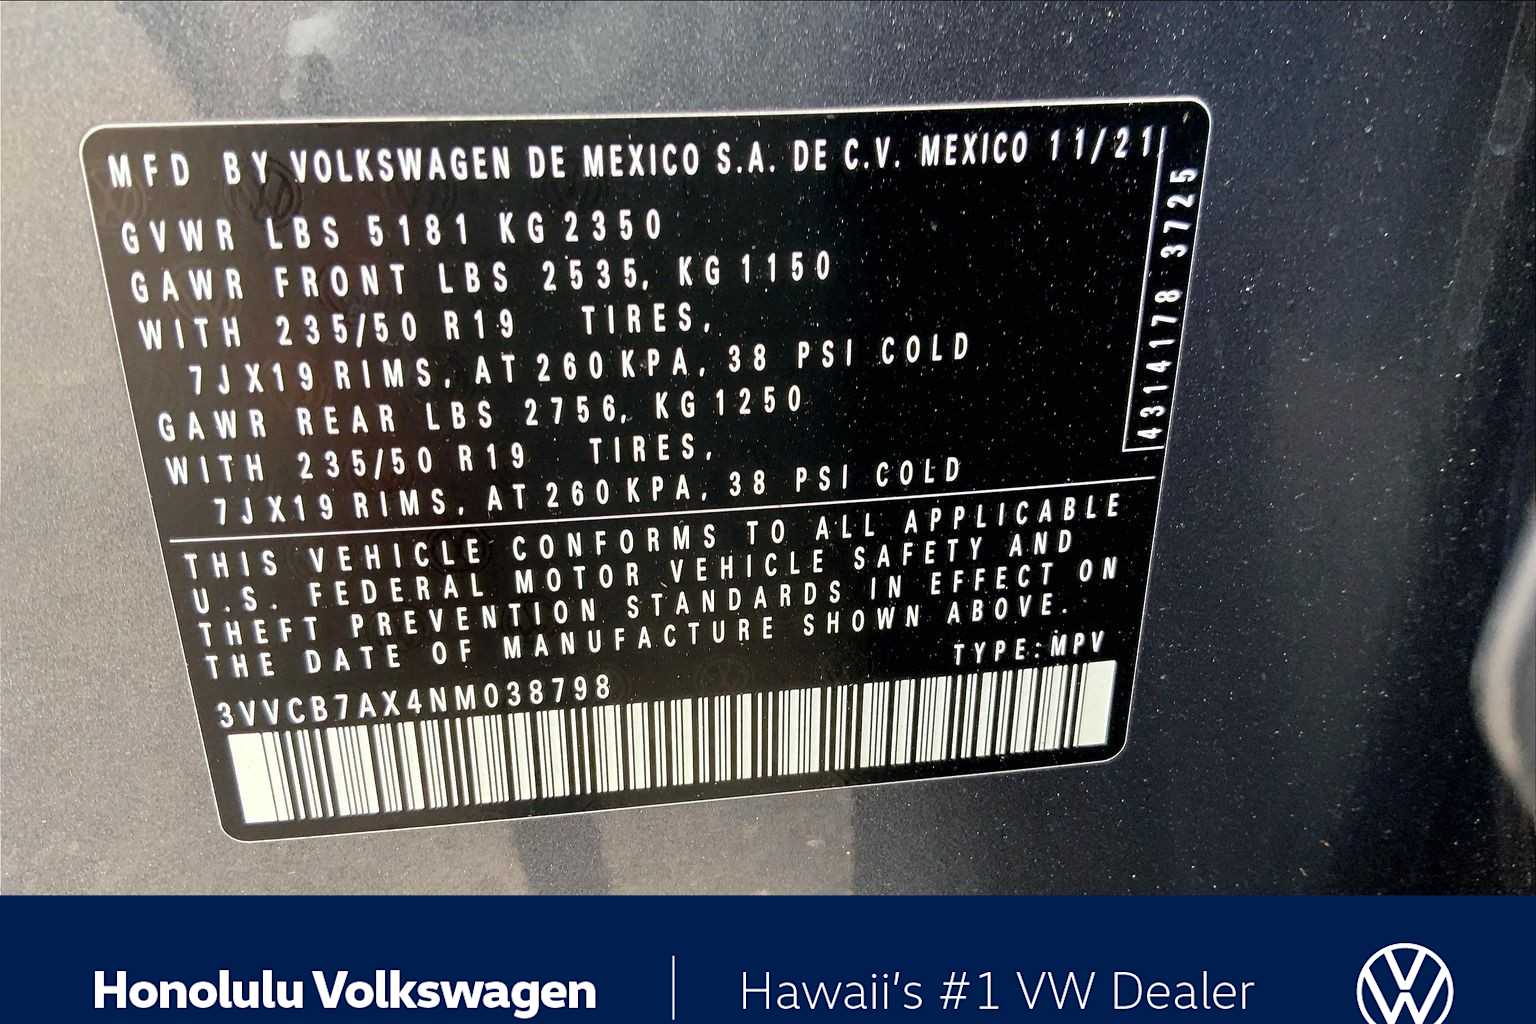 MFD BY VOLKSWAGEN DE MEXICO S.A. DE C.V. MEXICO 11/21
GVWR LBS 5181 KG 2350
GAWR FRONT LBS 2535, KG 1150
WITH 235/50 R19 TIRES,
7JX19 RIMS, AT 260 KPA, 38 PSI COLD
GAWR REAR LBS 2756, KG 1250
WITH 235/50 R19 TIRES,
7JX19 RIMS, AT 260 KPA, 38 PSI COLD
4314178 3725
THIS VEHICLE CONFORMS TO ALL APPLICABLE
U.S. FEDERAL MOTOR VEHICLE SAFETY AND
THEFT PREVENTION STANDARDS IN EFFECT ON
THE DATE OF MANUFACTURE SHOWN ABOVE.
TYPE: MPV
3VVCB7AX4NM038798
Honolulu Volkswagen
Hawaii's #1 VW Dealer